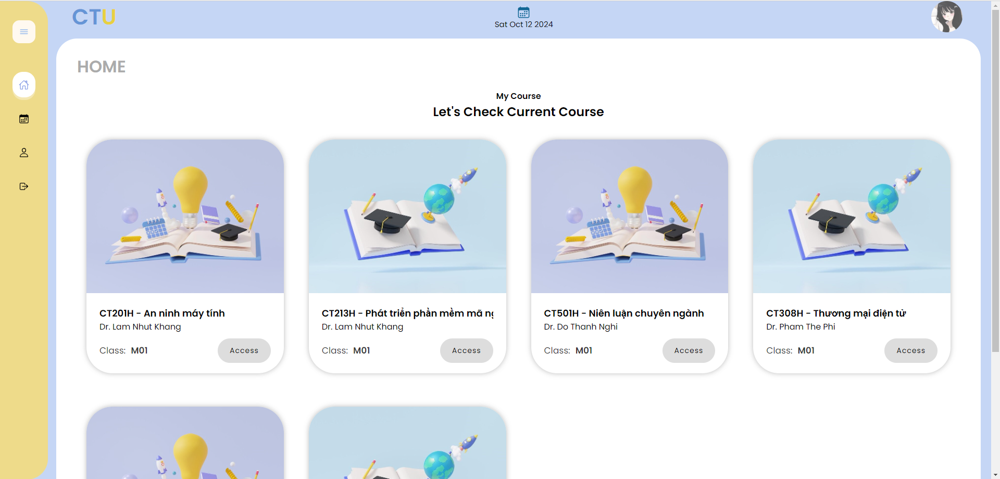 CTU
Sat Oct 12 2024
HOME
My Course
Let's Check Current Course
CT201H - An ninh máy tính
Dr. Lam Nhut Khang
Class: M01
Access
CT213H - Phát triển phần mềm mã
Dr. Lam Nhut Khang
Class: M01
Access
CT501H - Niên luận chuyên ngành
Dr. Do Thanh Nghi
Class: M01
Access
CT308H - Thương mại điện tử
Dr. Pham The Phi
Class: M01
Access